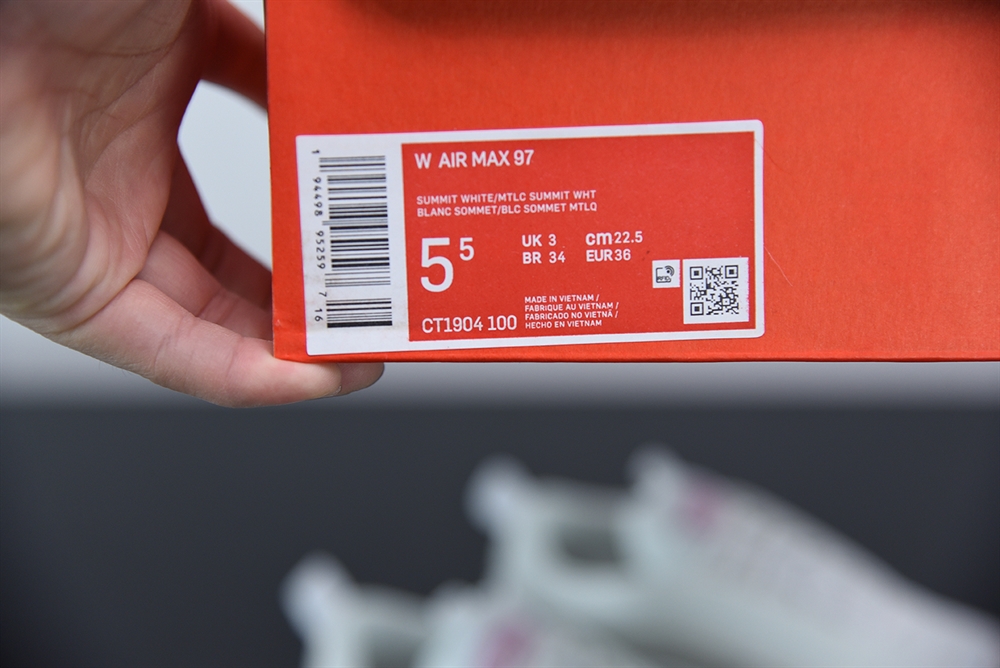 W AIR MAX 97
SUMMIT WHITE/MTLC SUMMIT WHT
BLANC SOMMET/BLC SOMMET MTLQ
5 5
UK 3 cm 22.5
BR 34 EUR 36
MADE IN VIETNAM /
FABRIQUE AU VIETNAM /
FABRICADO NO VIETNÃ /
HECHO EN VIETNAM
CT1904 100
1 94498 95259 7 16